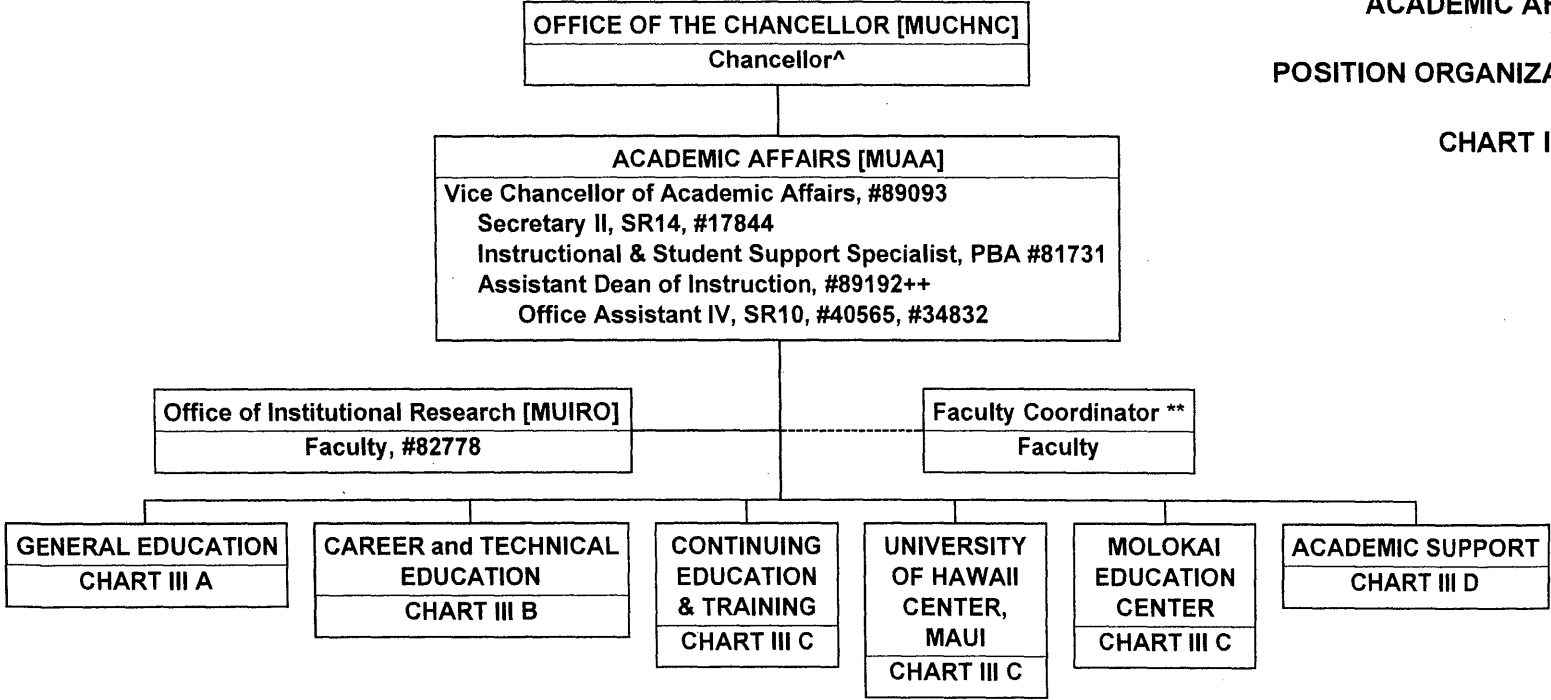 ACADEMIC
POSITION
CHART
OFFICE OF THE CHANCELLOR [MUCHNC]
Chancellor^
ACADEMIC AFFAIRS [MUAA]
Vice Chancellor of Academic Affairs, #89093
Secretary II, SR14, #17844
Instructional & Student Support Specialist, PBA #81731
Assistant Dean of Instruction, #89192++
Office Assistant IV, SR10, #40565, #34832
Office of Institutional Research [MUIRO]
Faculty, #82778
Faculty Coordinator **
Faculty
GENERAL EDUCATION
CHART III A
CAREER and TECHNICAL
EDUCATION
CHART III B
CONTINUING
EDUCATION
& TRAINING
CHART III C
UNIVERSITY
OF HAWAII
CENTER,
MAUI
CHART III C
MOLOKAI
EDUCATION
CENTER
CHART III C
ACADEMIC SUPPORT
CHART III D